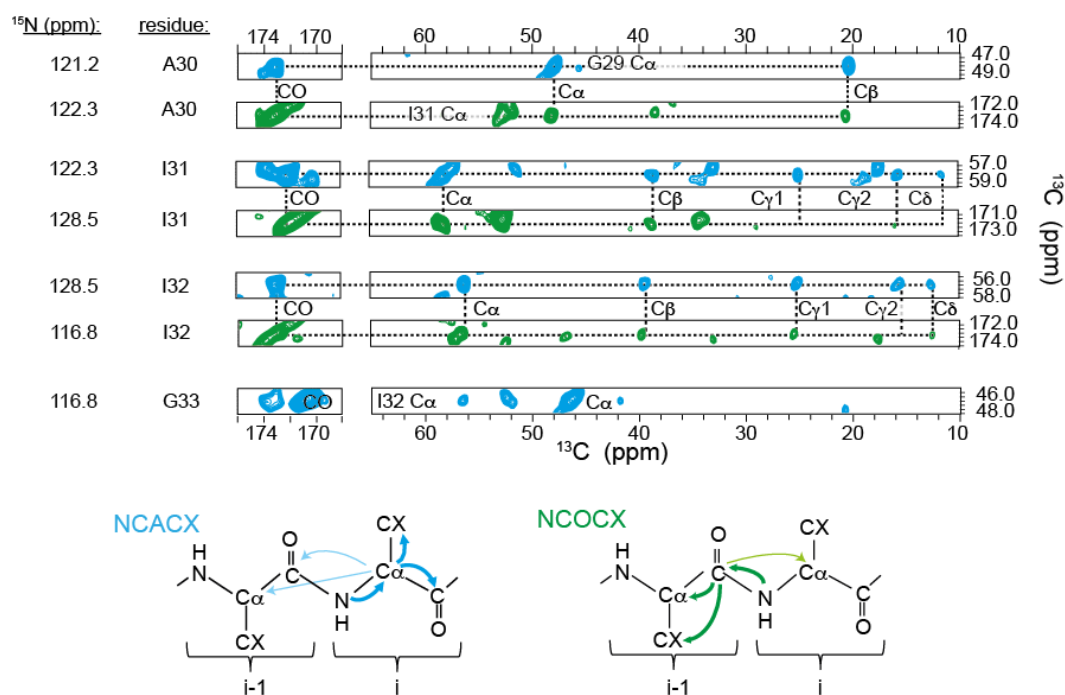 ¹⁵N (ppm): residue:
174 170 60 50 40 30 20 10
121.2 A30 G29 Cα 47.0
49.0
CO Cα Cβ
122.3 A30 I31 Cα 172.0
174.0
122.3 I31 57.0
59.0
CO Cα Cβ Cγ1 Cγ2 Cδ
128.5 I31 171.0
173.0
¹³C (ppm)
128.5 I32 56.0
58.0
CO Cα Cβ Cγ1 Cγ2 Cδ
116.8 I32 172.0
174.0
116.8 G33 CO I32 Cα Cα 46.0
48.0
174 170 60 50 40 30 20 10
¹³C (ppm)
NCACX
H
N
Cα
CX
O
C
N
H
CX
Cα
C
O
i-1 i
NCOCX
H
N
Cα
CX
O
C
N
H
CX
Cα
C
O
i-1 i